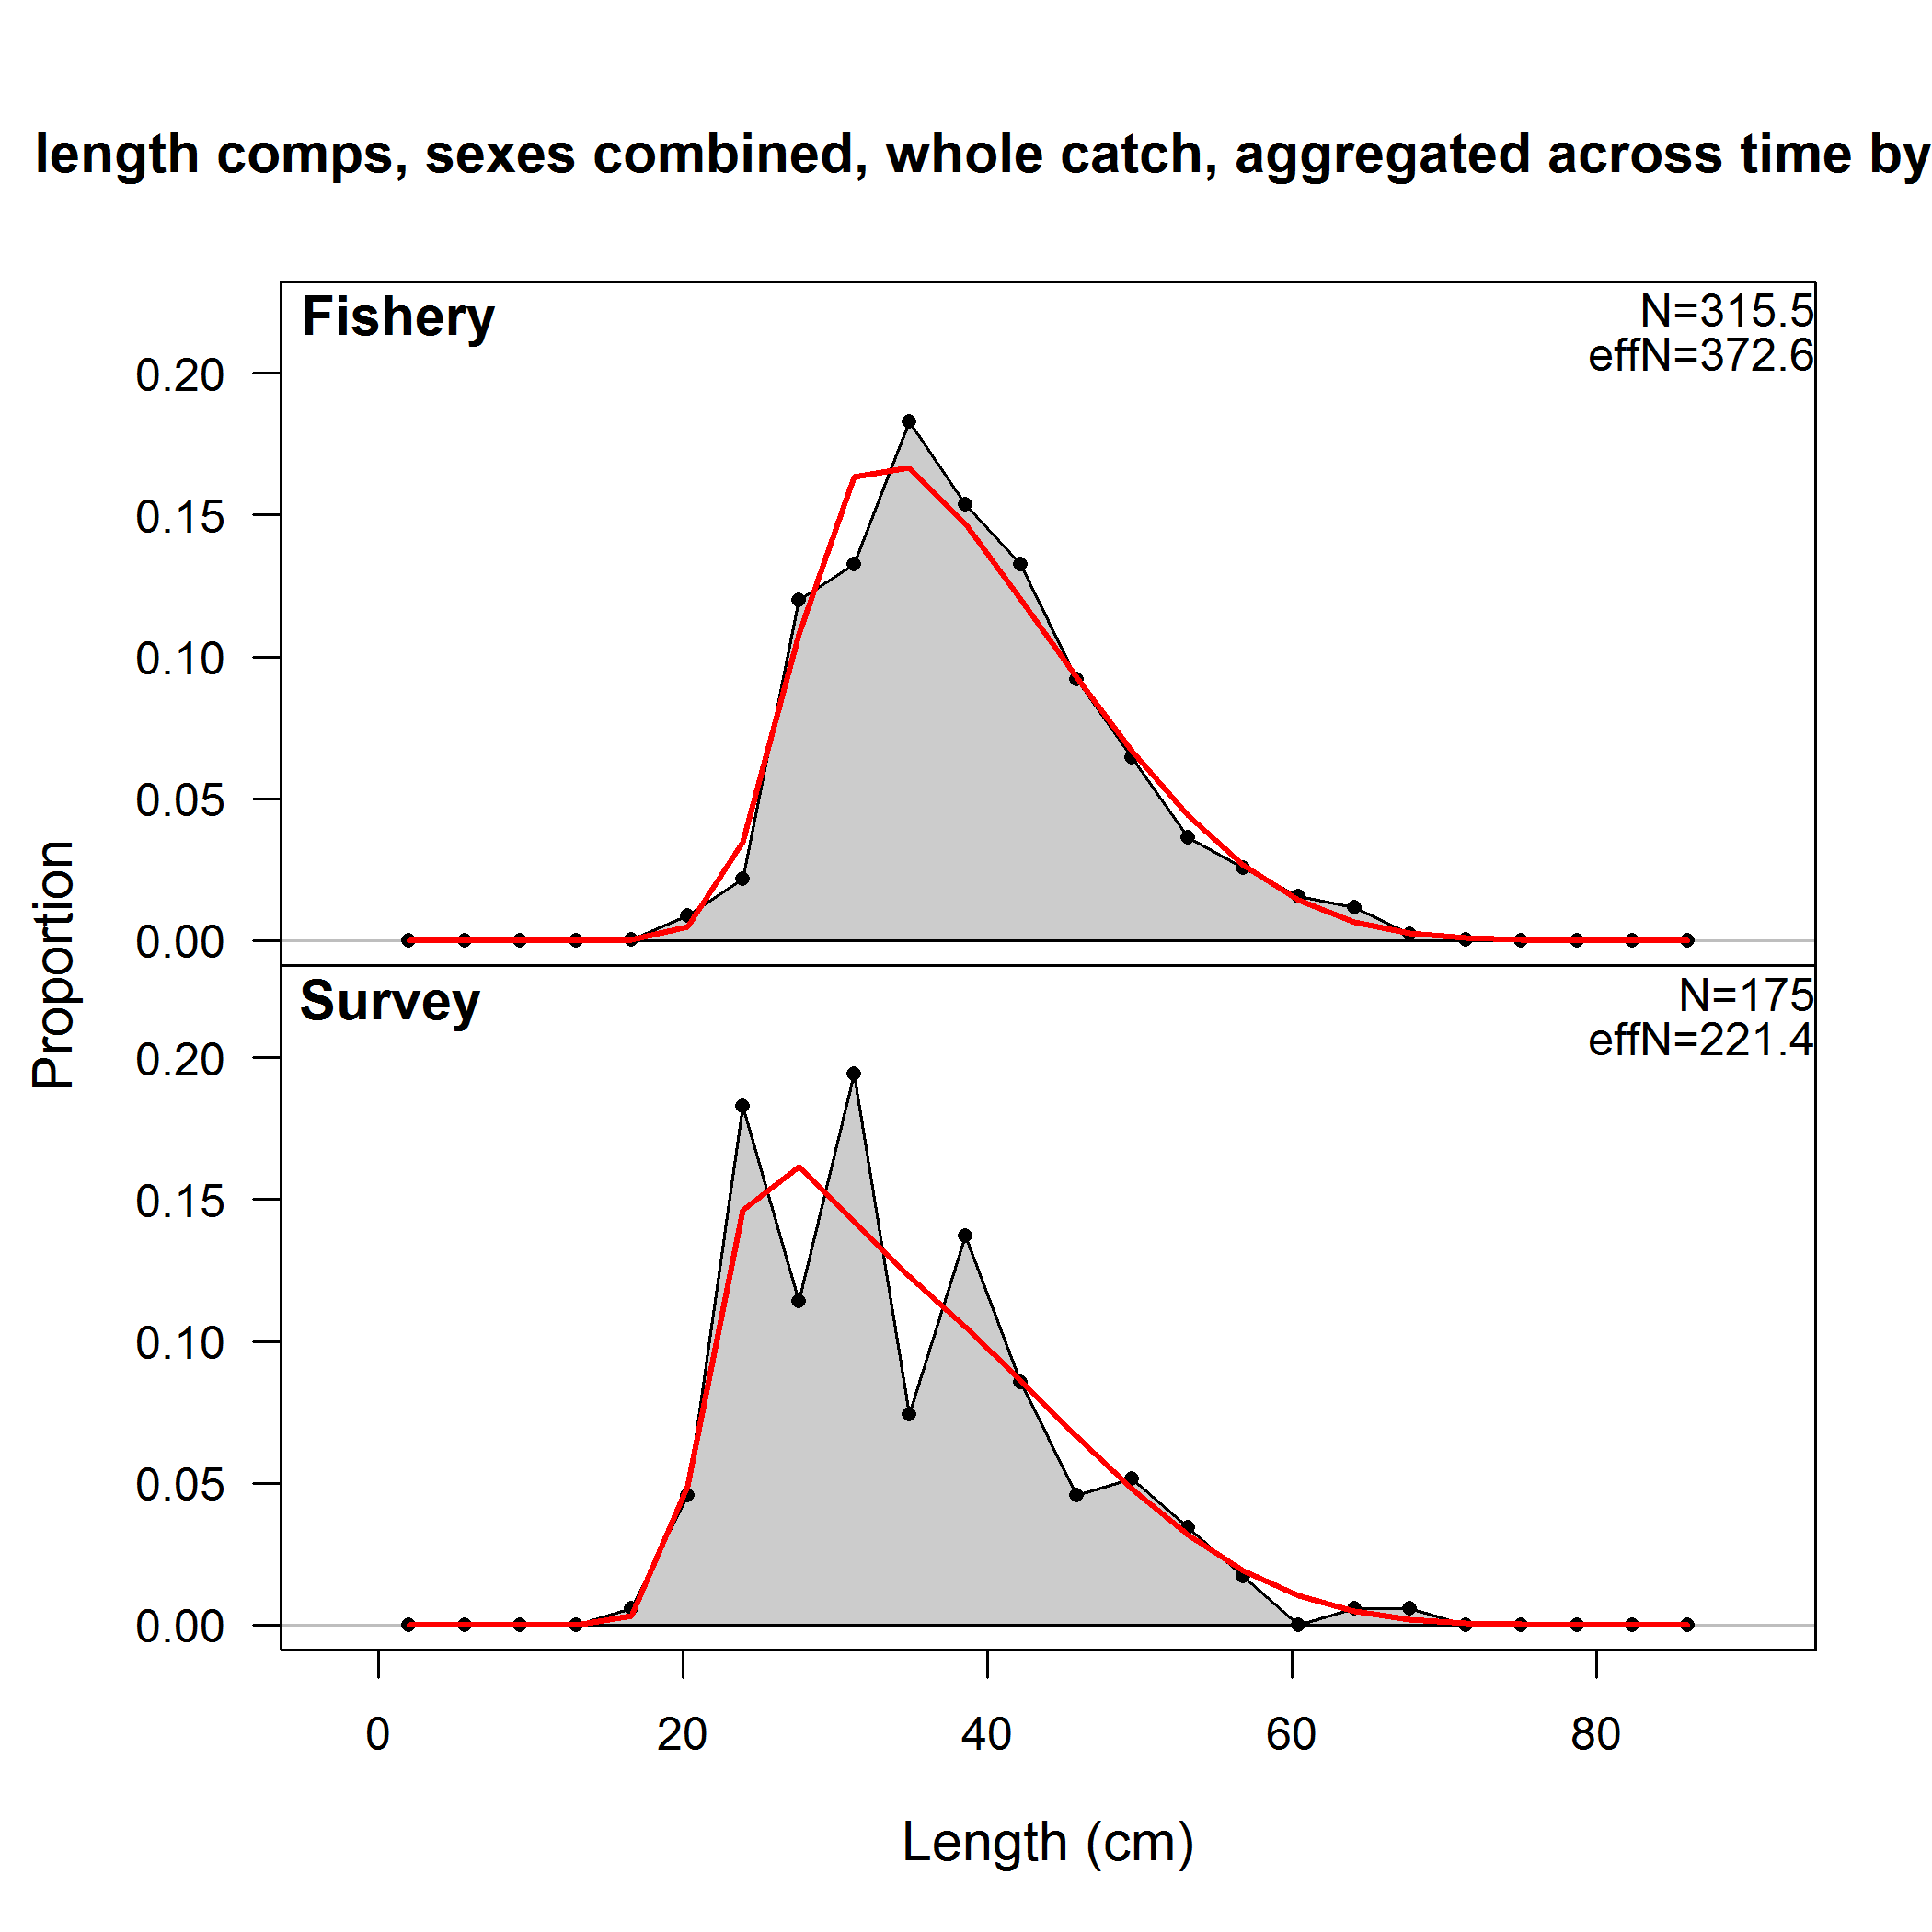 length comps, sexes combined, whole catch, aggregated across time by
Fishery
N=315.5
effN=372.6
0.20
0.15
0.10
0.05
0.00
Survey
N=175
effN=221.4
0.20
0.15
0.10
0.05
0.00
Proportion
0 20 40 60 80
Length (cm)